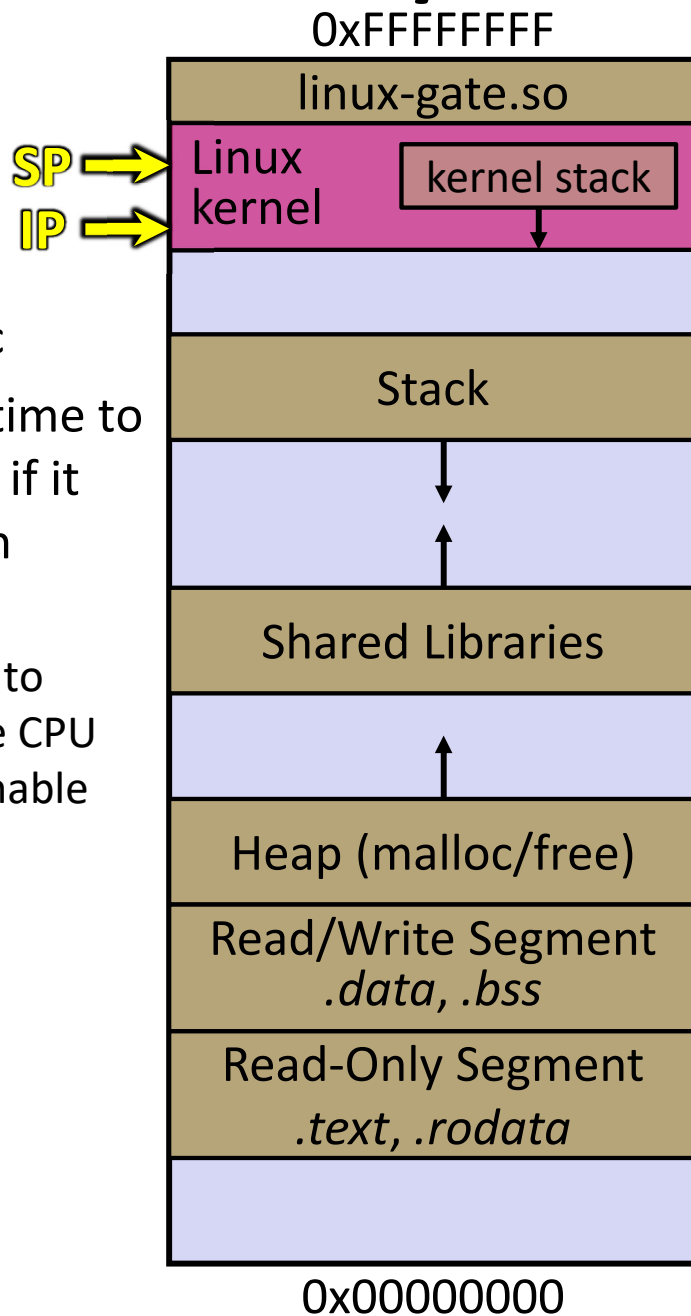 0xFFFFFFFF
linux-gate.so
SP
Linux
kernel
kernel stack
IP
Stack
time to
if it
Shared Libraries
to
CPU
Heap (malloc/free)
Read/Write Segment
.data, .bss
Read-Only Segment
.text, .rodata
0x00000000